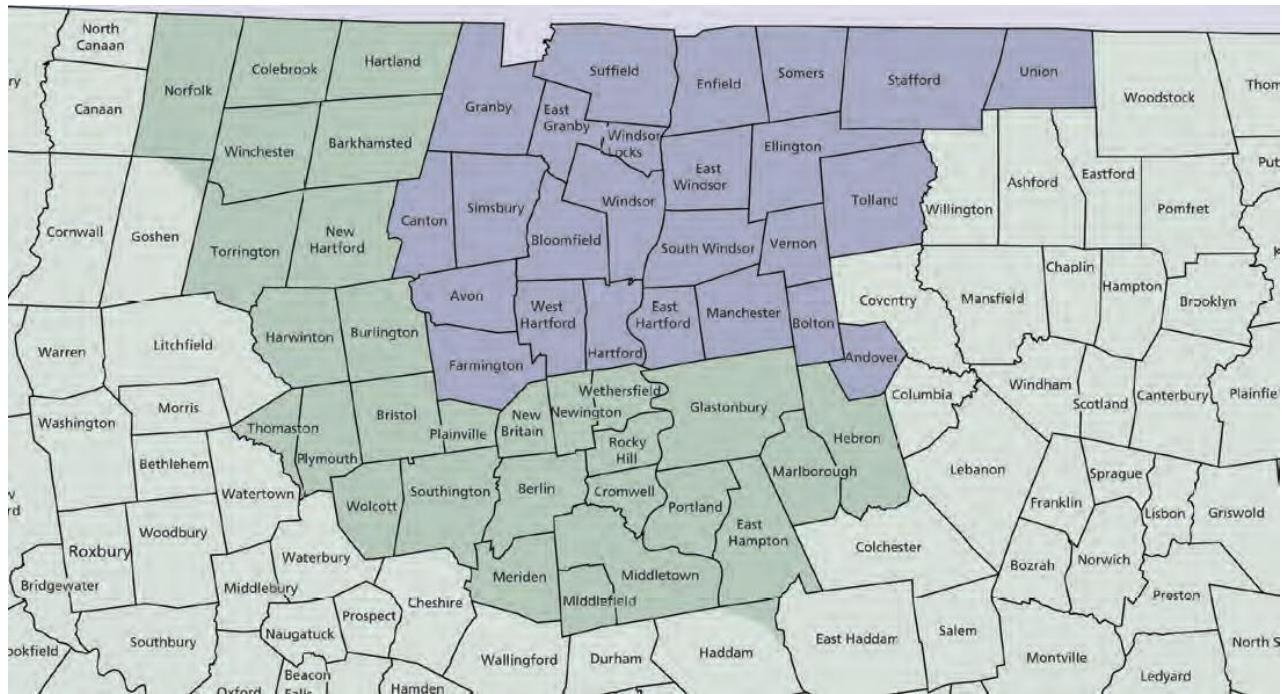 North
Canaan
Colebrook
Hartland
Norfolk
Canaan
Granby
Suffield
Enfield
Somers
Stafford
Union
Woodstock
East
Granby
Windsor
Locks
Winchester
Barkhamsted
East
Windsor
Ellington
Tolland
Willington
Ashford
Eastford
Pomfret
Cornwall
Goshen
Torrington
New
Hartford
Canton
Simsbury
Bloomfield
Windsor
South Windsor
Vernon
Coventry
Mansfield
Chaplin
Hampton
Brooklyn
Warren
Litchfield
Harwinton
Burlington
Avon
West
Hartford
Hartford
East
Hartford
Manchester
Bolton
Andover
Farmington
Washington
Morris
Thomaston
Bristol
Plymouth
Plainville
New
Britain
Newington
Wethersfield
Glastonbury
Hebron
Columbia
Windham
Scotland
Canterbury
Bethlehem
Watertown
Wolcott
Southington
Berlin
Rocky
Hill
Cromwell
Portland
Marlborough
East
Hampton
Lebanon
Franklin
Sprague
Lisbon
Griswold
Roxbury
Woodbury
Waterbury
Middlebury
Bridgewater
Meriden
Middletown
Middlefield
Colchester
Bozrah
Norwich
Preston
Southbury
Naugatuck
Prospect
Cheshire
Wallingford
Durham
Haddam
East Haddam
Salem
Montville
Ledyard
Oxford
Beacon
Falls
Hamden